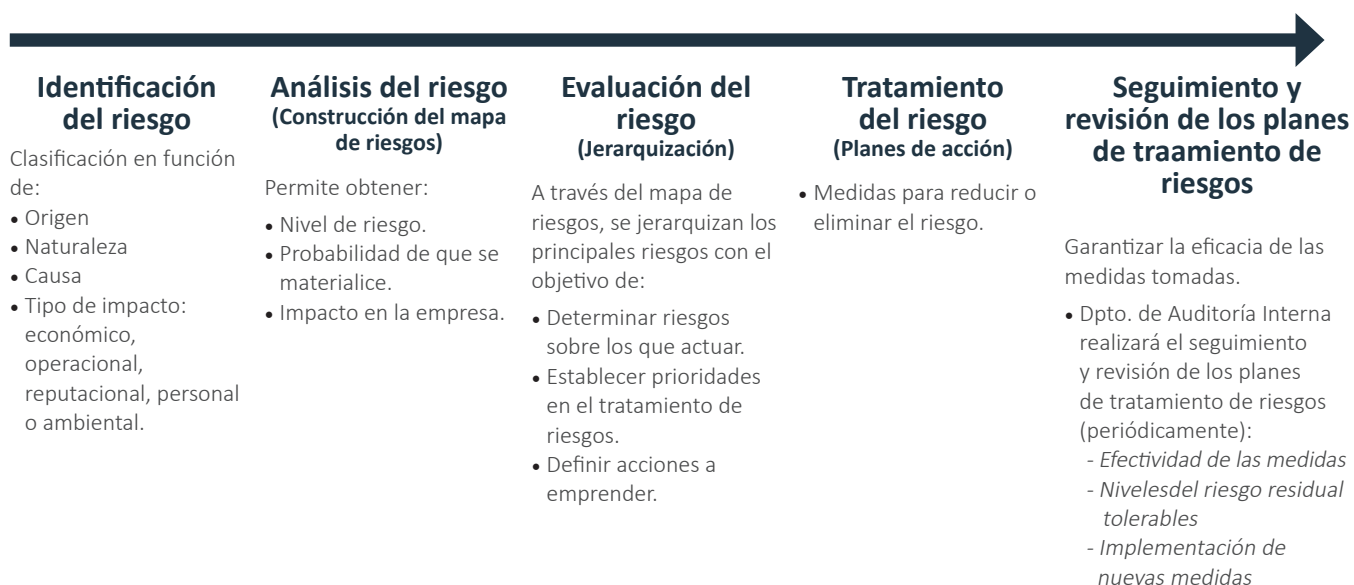 Identificación
del riesgo
Clasificación en función
de:
• Origen
• Naturaleza
• Causa
• Tipo de impacto:
económico,
operacional,
reputacional, personal
o ambiental.
Análisis del riesgo
(Construcción del mapa
de riesgos)
Permite obtener:
• Nivel de riesgo.
• Probabilidad de que se
materialice.
• Impacto en la empresa.
Evaluación del
riesgo
(Jerarquización)
A través del mapa de
riesgos, se jerarquizan los
principales riesgos con el
objetivo de:
• Determinar riesgos
sobre los que actuar.
• Establecer prioridades
en el tratamiento de
riesgos.
• Definir acciones a
emprender.
Tratamiento
del riesgo
(Planes de acción)
• Medidas para reducir o
eliminar el riesgo.
Seguimiento y
revisión de los planes
de traamiento de
riesgos
Garantizar la eficacia de las
medidas tomadas.
• Dpto. de Auditoría Interna
realizará el seguimiento
y revisión de los planes
de tratamiento de riesgos
(periódicamente):
- Efectividad de las medidas
- Nivelesdel riesgo residual
tolerables
- Implementación de
nuevas medidas